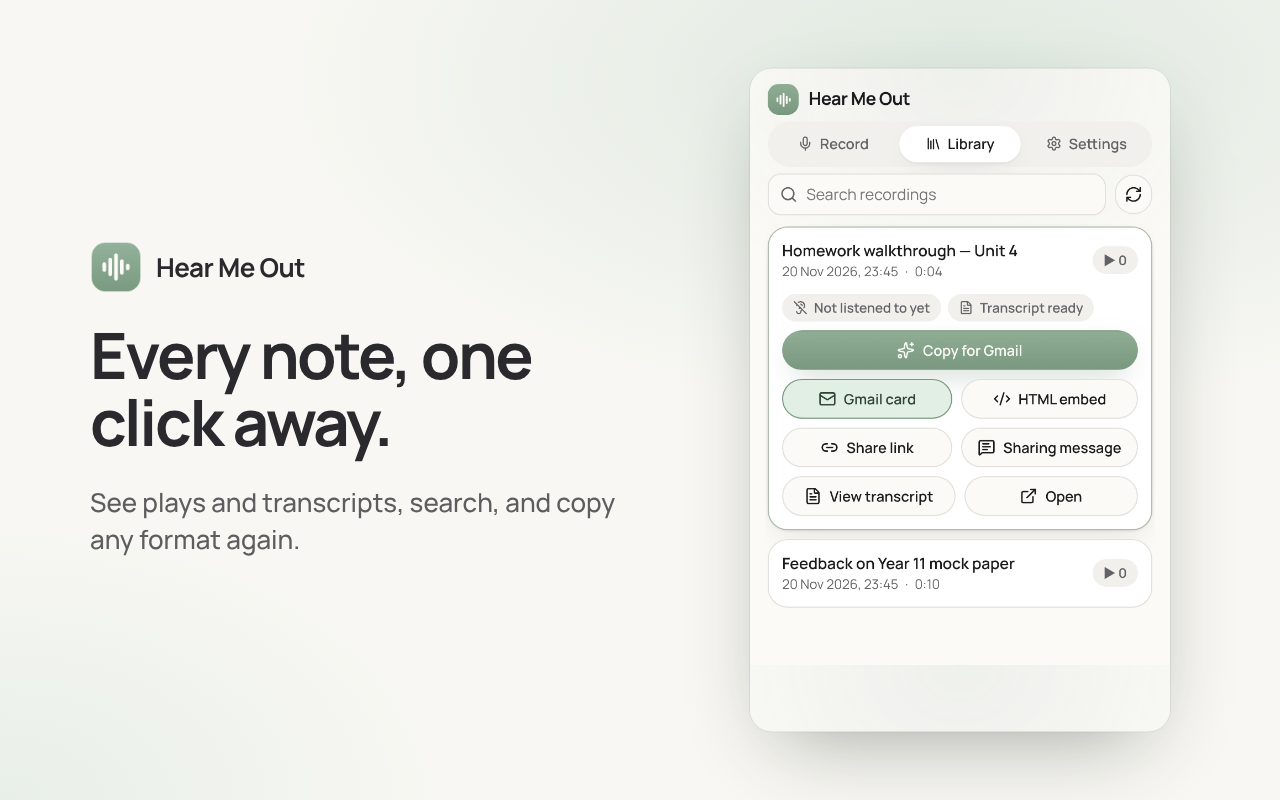 Hear Me Out
Every note, one
click away.
See plays and transcripts, search, and copy
any format again.
Hear Me Out
Record
Library
Settings
Search recordings
Homework walkthrough — Unit 4
20 Nov 2026, 23:45 · 0:04
▶ 0
Not listened to yet
Transcript ready
Copy for Gmail
Gmail card
HTML embed
Share link
Sharing message
View transcript
Open
Feedback on Year 11 mock paper
20 Nov 2026, 23:45 · 0:10
▶ 0